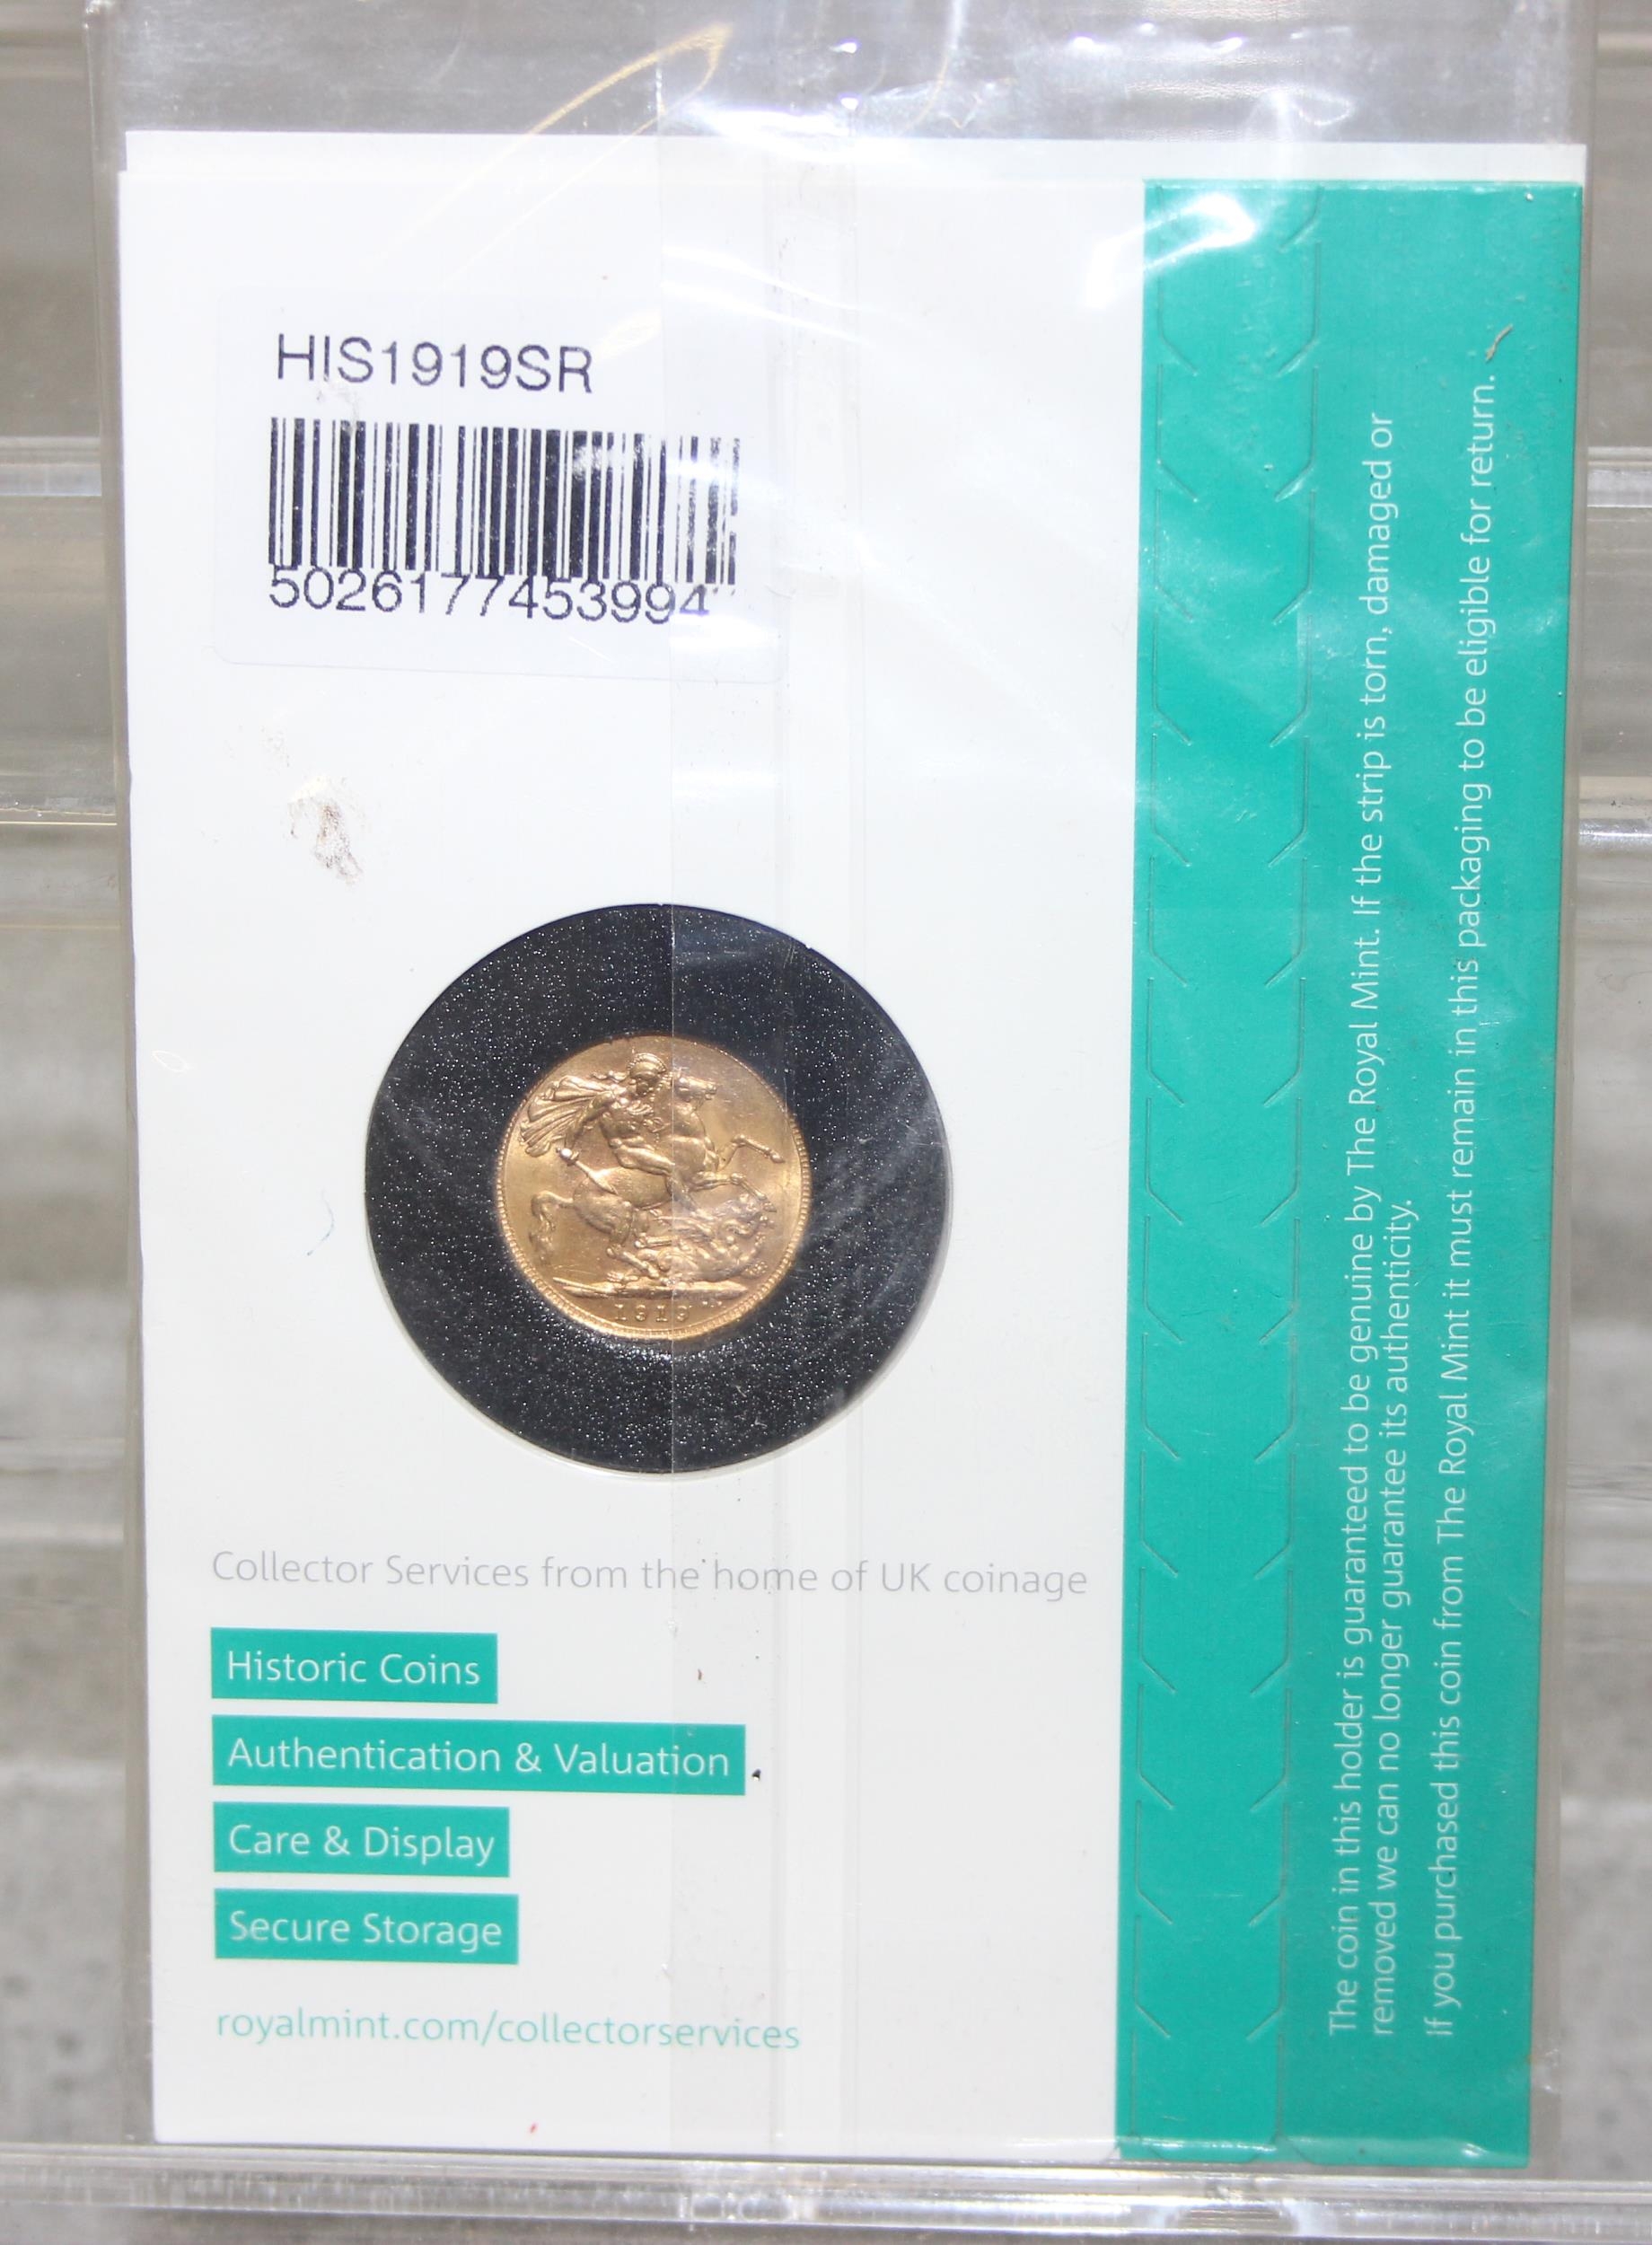 HIS1919SR
5026177453994
1919
Collector Services from the home of UK coinage
Historic Coins
Authentication & Valuation
Care & Display
Secure Storage
royalmint.com/collectorservices
The coin in this holder is guaranteed to be genuine by The Royal Mint. If the strip is torn, damaged or
removed we can no longer guarantee its authenticity.
If you purchased this coin from The Royal Mint it must remain in this packaging to be eligible for return.